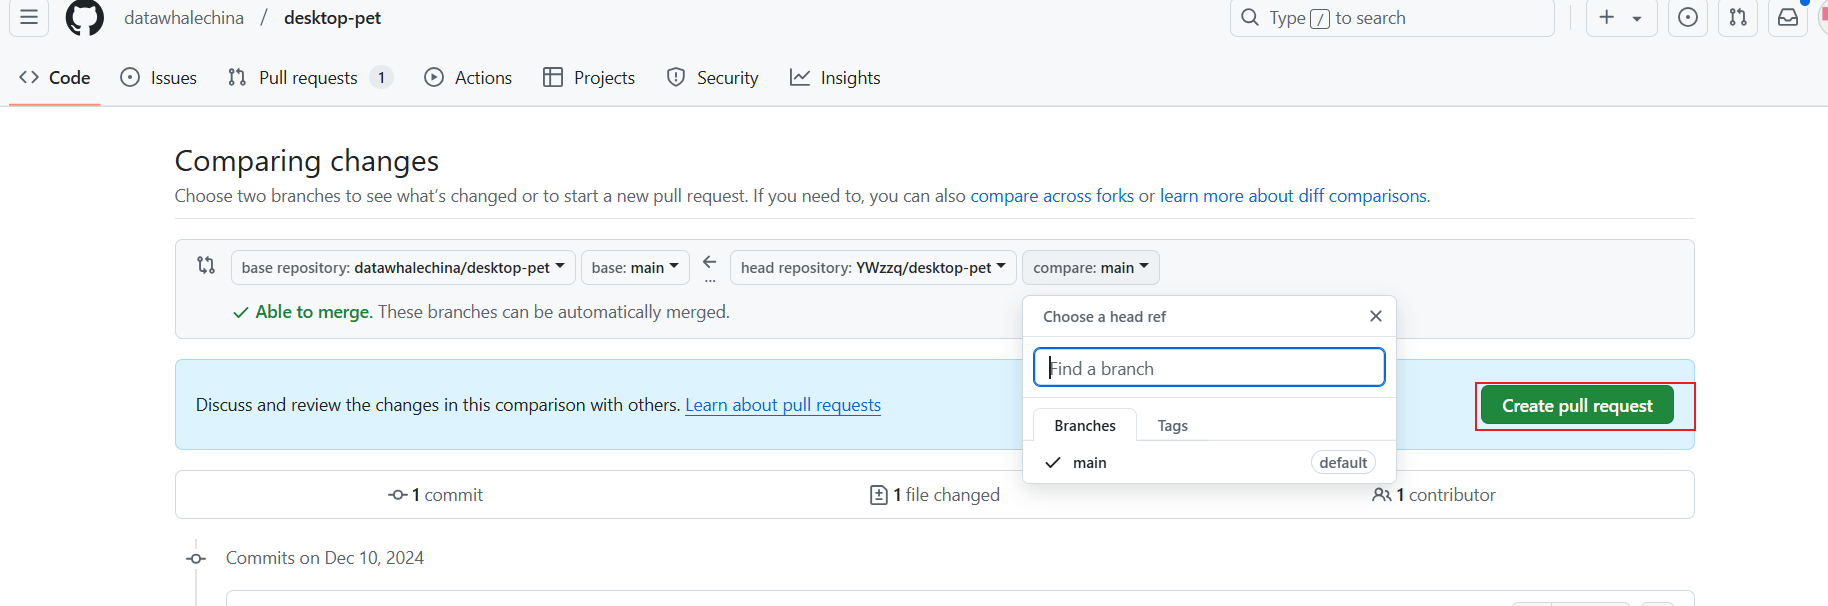 datawhalechina / desktop-pet
Type / to search
Code Issues Pull requests 1 Actions Projects Security Insights
Comparing changes
Choose two branches to see what's changed or to start a new pull request. If you need to, you can also compare across forks or learn more about diff comparisons.
base repository: datawhalechina/desktop-pet base: main ... head repository: YWzzq/desktop-pet compare: main
Able to merge. These branches can be automatically merged.
Choose a head ref
Find a branch
Branches Tags
main default
Discuss and review the changes in this comparison with others. Learn about pull requests
Create pull request
1 commit 1 file changed 1 contributor
Commits on Dec 10, 2024